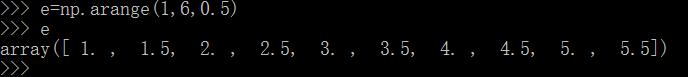 >>> e=np.arange(1,6,0.5)
>>> e
array([ 1. ,  1.5,  2. ,  2.5,  3. ,  3.5,  4. ,  4.5,  5. ,  5.5])
>>>